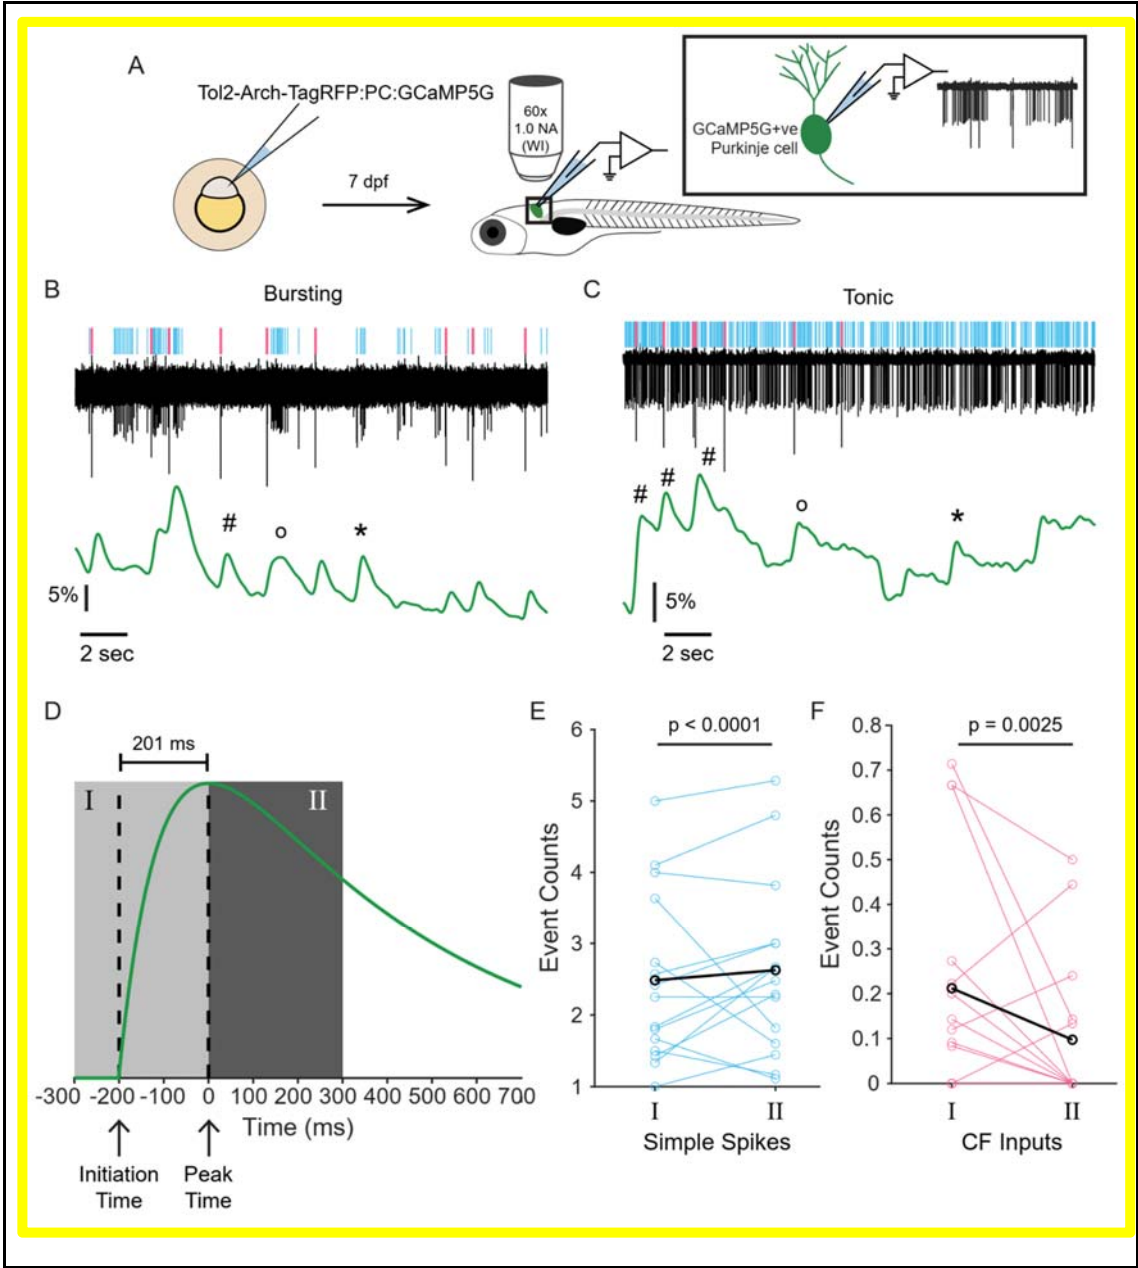 A
Tol2-Arch-TagRFP:PC:GCaMP5G
7 dpf
60x
1.0 NA
(WI)
GCaMP5G+ve
Purkinje cell
B
Bursting
#
o
*
5%
2 sec
C
Tonic
#
#
#
o
*
5%
2 sec
D
201 ms
I
II
-300 -200 -100 0 100 200 300 400 500 600 700
Time (ms)
Initiation
Time
Peak
Time
E
p < 0.0001
6
5
4
3
2
1
Event Counts
I
II
Simple Spikes
F
p = 0.0025
0.8
0.7
0.6
0.5
0.4
0.3
0.2
0.1
0
Event Counts
I
II
CF Inputs